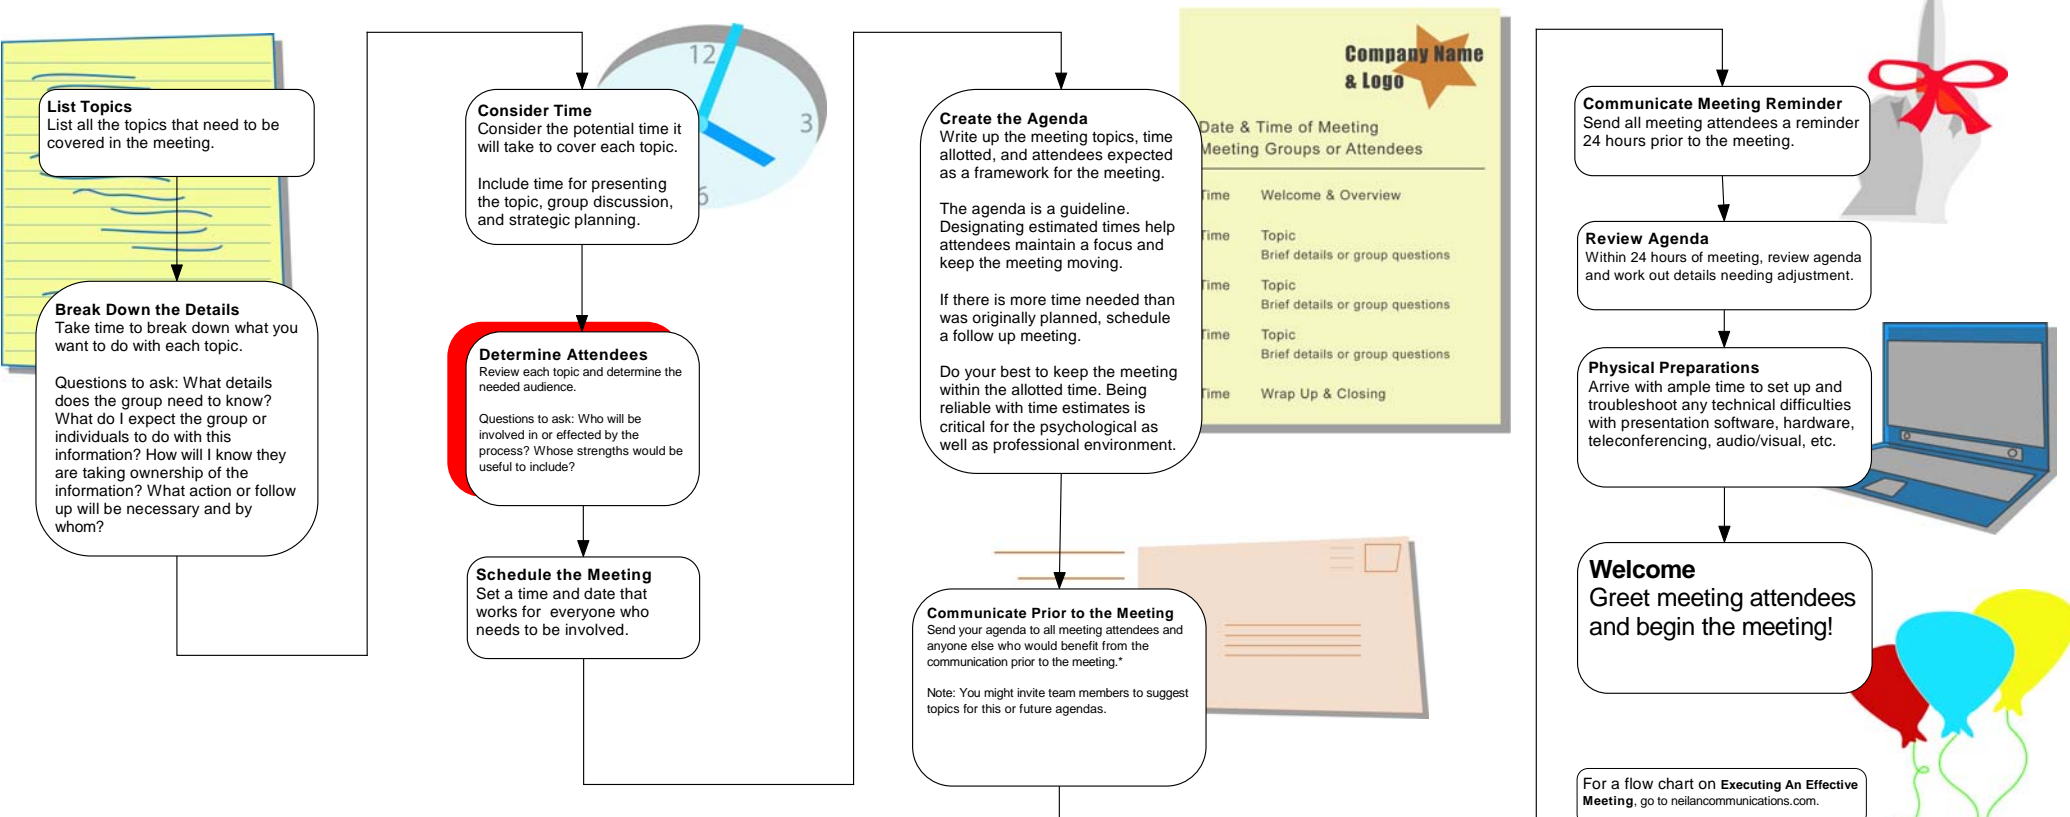 List Topics
List all the topics that need to be
covered in the meeting.
Break Down the Details
Take time to break down what you
want to do with each topic.
Questions to ask: What details
does the group need to know?
What do I expect the group or
individuals to do with this
information? How will I know they
are taking ownership of the
information? What action or follow
up will be necessary and by
whom?
12
3
6
Consider Time
Consider the potential time it
will take to cover each topic.
Include time for presenting
the topic, group discussion,
and strategic planning.
Determine Attendees
Review each topic and determine the
needed audience.
Questions to ask: Who will be
involved in or effected by the
process? Whose strengths would be
useful to include?
Schedule the Meeting
Set a time and date that
works for everyone who
needs to be involved.
Create the Agenda
Write up the meeting topics, time
allotted, and attendees expected
as a framework for the meeting.
The agenda is a guideline.
Designating estimated times help
attendees maintain a focus and
keep the meeting moving.
If there is more time needed than
was originally planned, schedule
a follow up meeting.
Do your best to keep the meeting
within the allotted time. Being
reliable with time estimates is
critical for the psychological as
well as professional environment.
Company Name
& Logo
Date & Time of Meeting
Meeting Groups or Attendees
Time Welcome & Overview
Time Topic
Brief details or group questions
Time Topic
Brief details or group questions
Time Topic
Brief details or group questions
Time Wrap Up & Closing
Communicate Prior to the Meeting
Send your agenda to all meeting attendees and
anyone else who would benefit from the
communication prior to the meeting.*
Note: You might invite team members to suggest
topics for this or future agendas.
Communicate Meeting Reminder
Send all meeting attendees a reminder
24 hours prior to the meeting.
Review Agenda
Within 24 hours of meeting, review agenda
and work out details needing adjustment.
Physical Preparations
Arrive with ample time to set up and
troubleshoot any technical difficulties
with presentation software, hardware,
teleconferencing, audio/visual, etc.
Welcome
Greet meeting attendees
and begin the meeting!
For a flow chart on Executing An Effective
Meeting, go to neilancommunications.com.